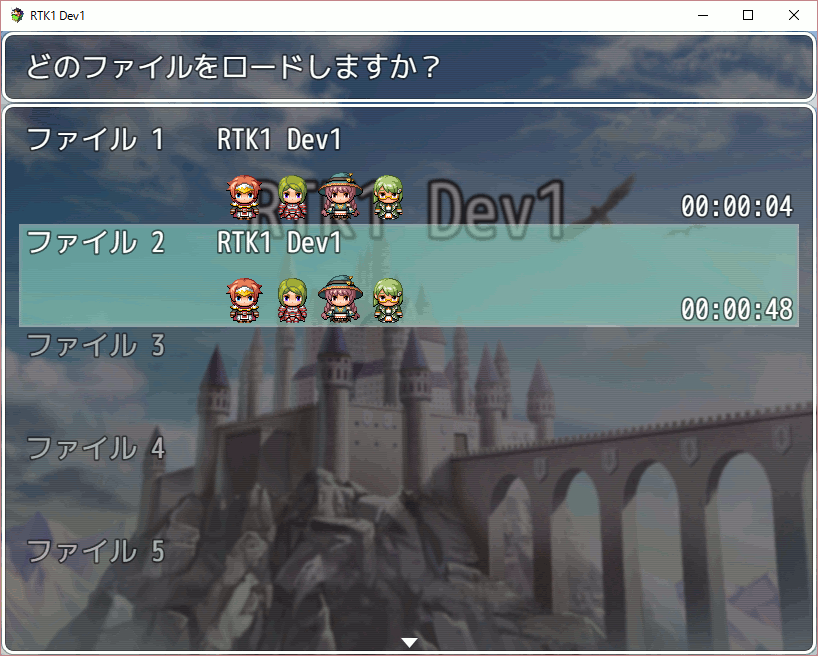 RTK1 Dev1
どのファイルをロードしますか？
ファイル 1 RTK1 Dev1
RTK1 Dev1
00:00:04
ファイル 2 RTK1 Dev1
00:00:48
ファイル 3
ファイル 4
ファイル 5